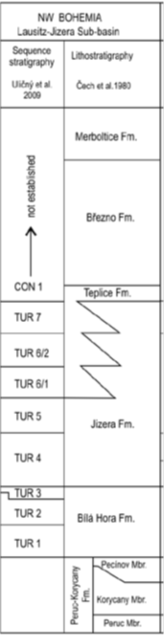 NW BOHEMIA
Lausitz-Jizera Sub-basin
Sequence
stratigraphy
Uličný et al.
2009
Lithostratigraphy
Čech et al.1980
not established
Merboltice Fm.
Březno Fm.
CON 1
Teplice Fm.
TUR 7
TUR 6/2
TUR 6/1
TUR 5
Jizera Fm.
TUR 4
TUR 3
TUR 2
Bílá Hora Fm.
TUR 1
Peruc-Korycany
Fm.
Pecínov Mbr.
Korycany Mbr.
Peruc Mbr.